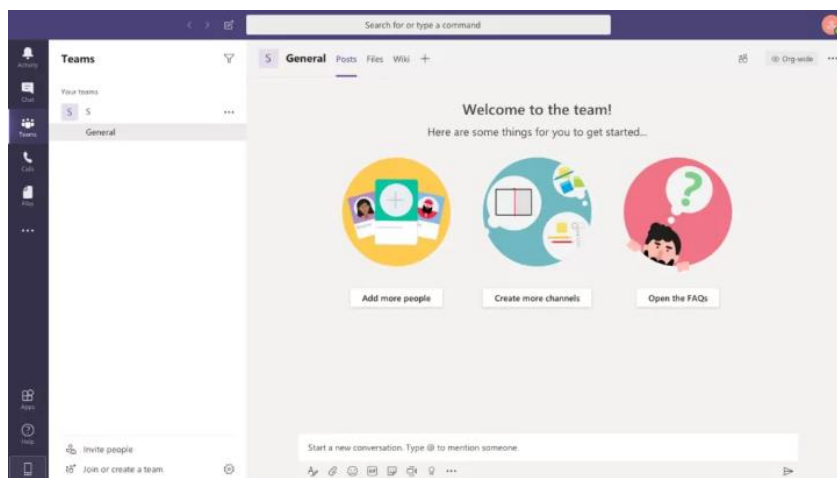 Search for or type a command
Activity
Chat
Teams
Calls
Files
Apps
Help
Teams
Your teams
S S
General
Invite people
Join or create a team
S General Posts Files Wiki +
Org-wide
Welcome to the team!
Here are some things for you to get started...
Add more people Create more channels Open the FAQs
Start a new conversation. Type @ to mention someone.
GIF